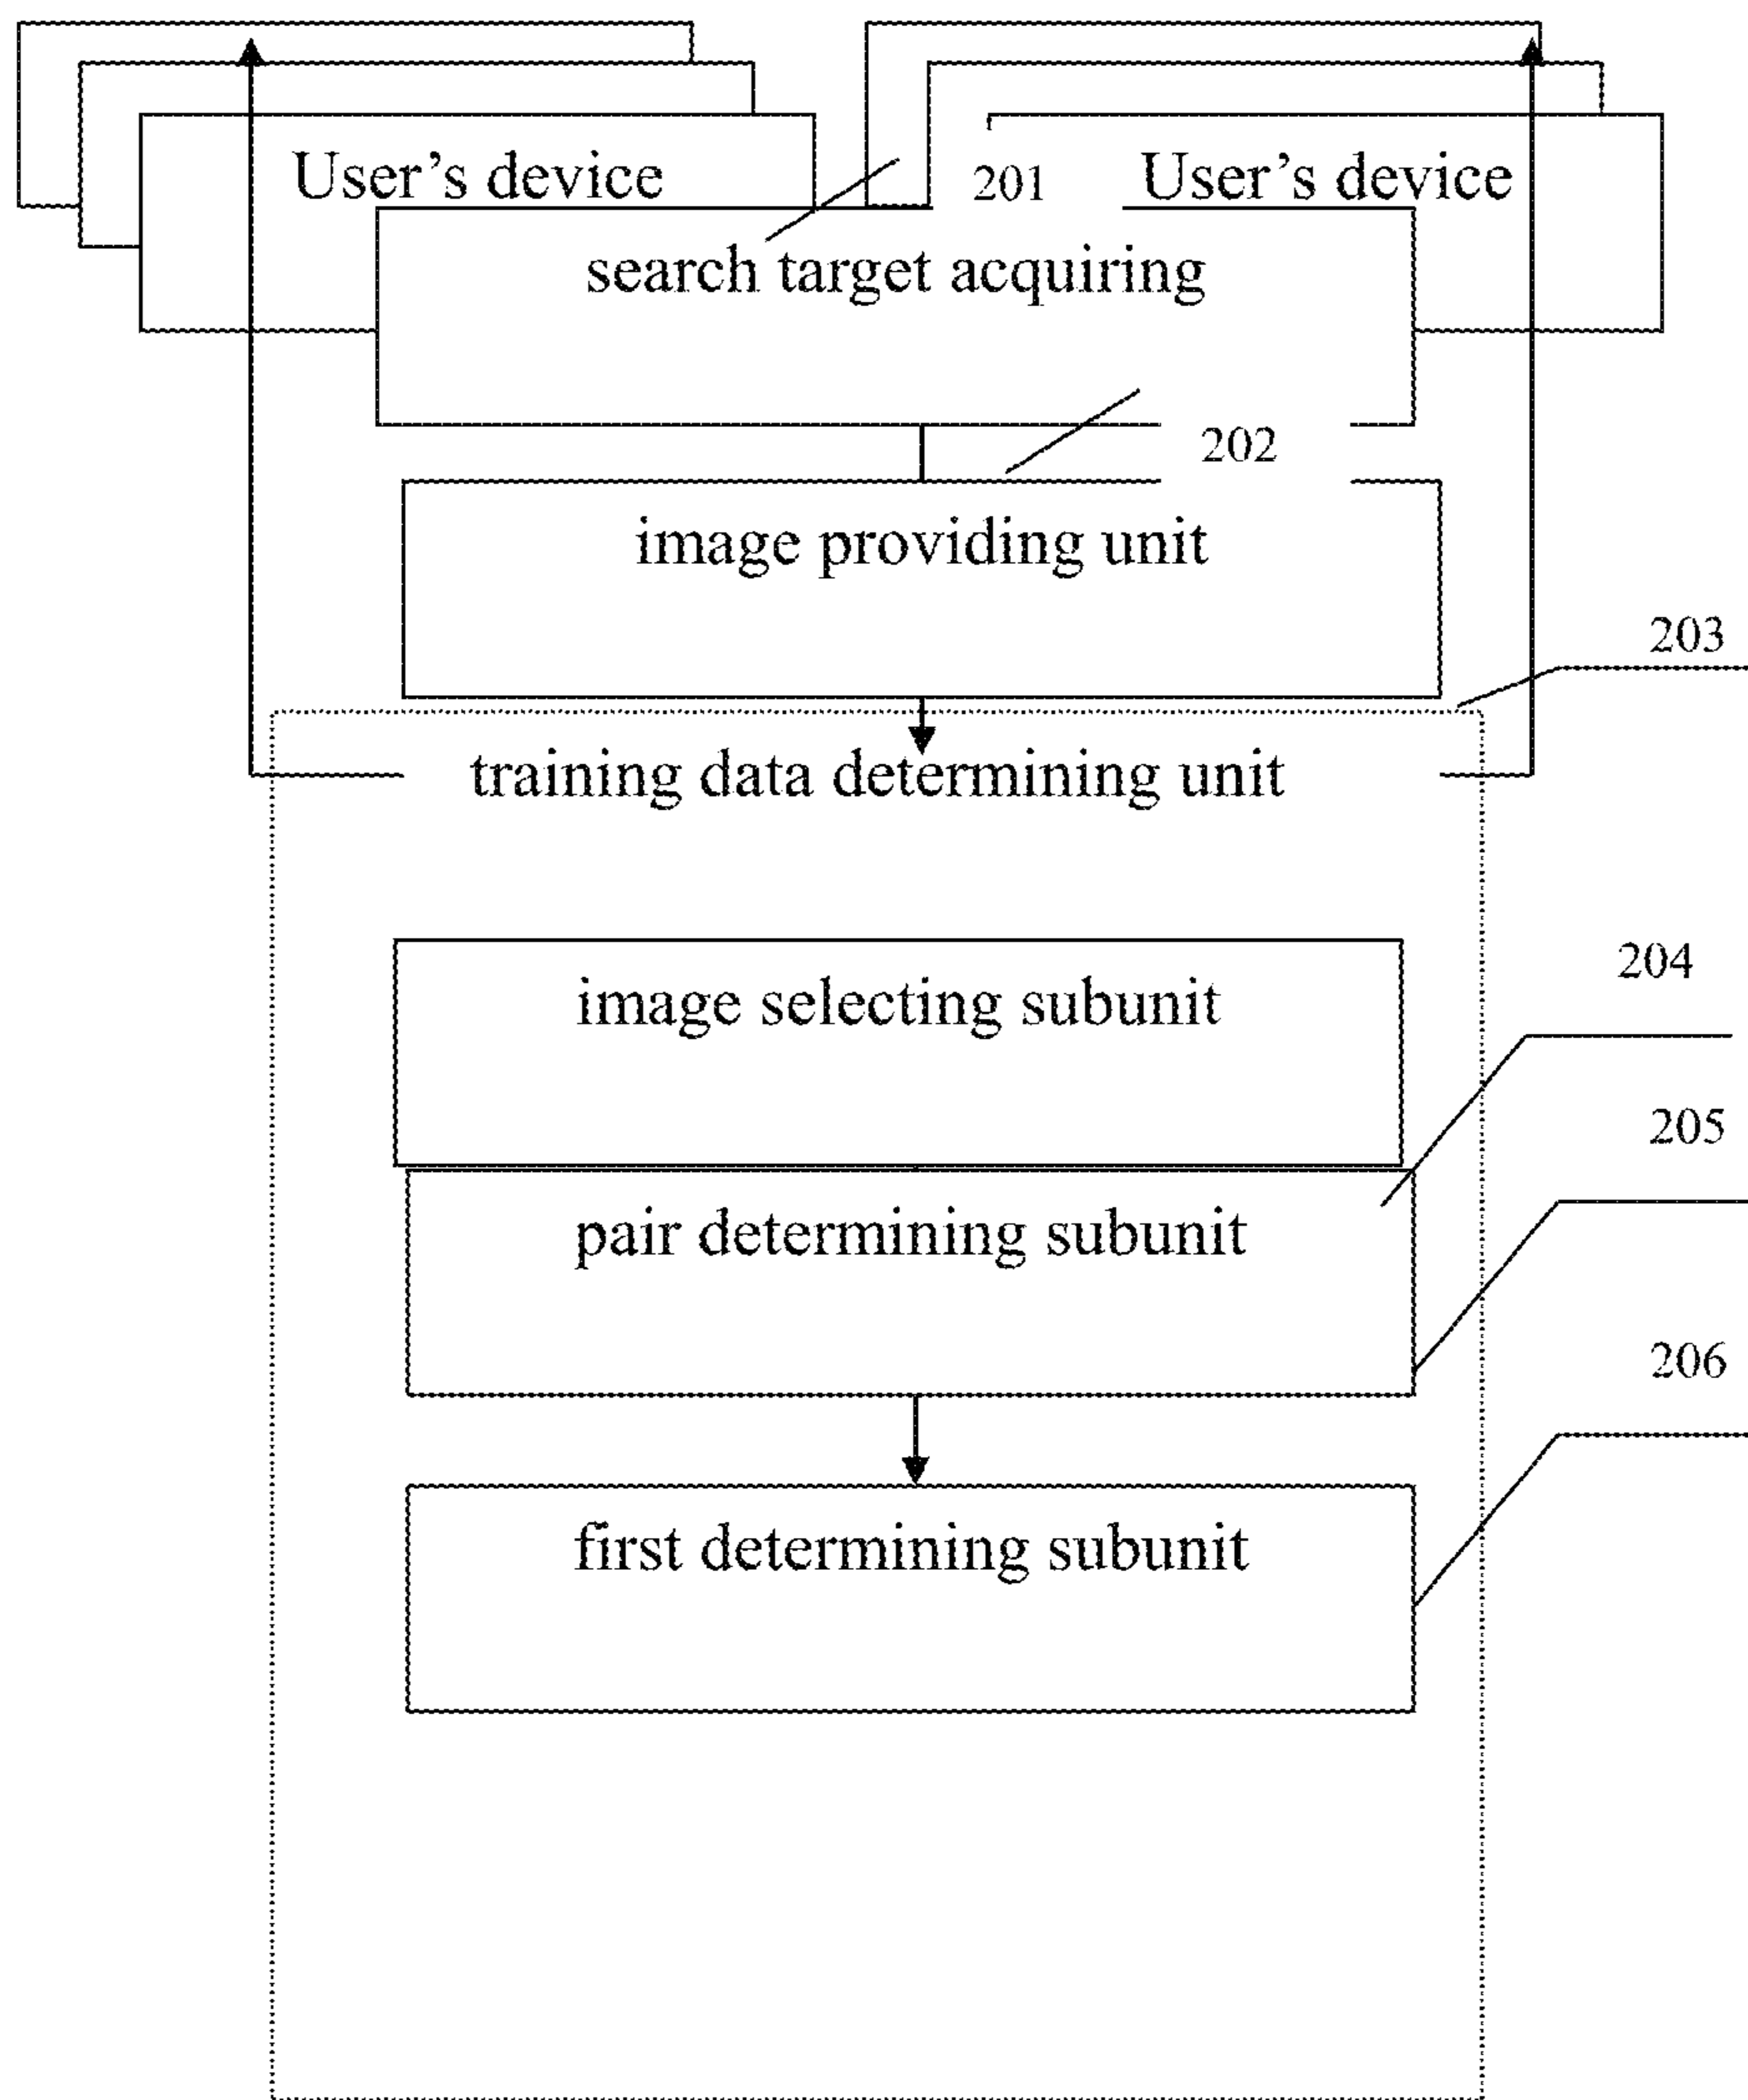 User’s device
201
User’s device
search target acquiring
202
image providing unit
203
training data determining unit
204
image selecting subunit
205
pair determining subunit
206
first determining subunit